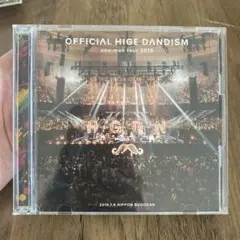 OFFICIAL HIGE DANDISM
one-man tour 2019
2019.7.8 NIPPON BUDOKAN